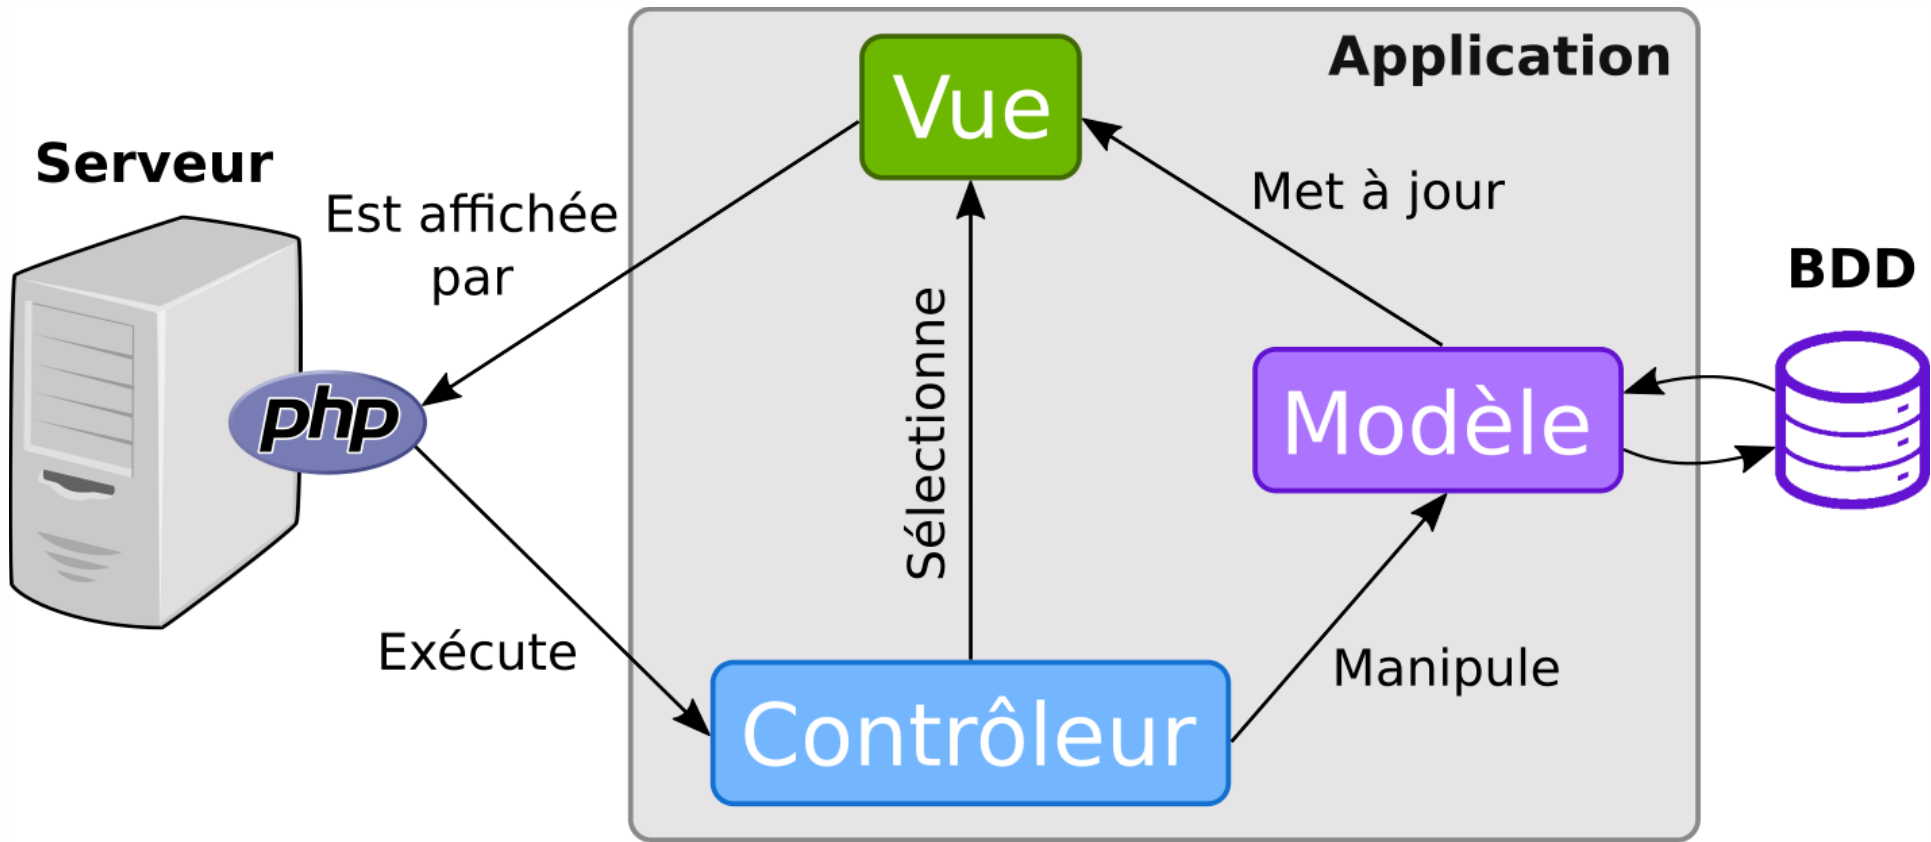 Application
Vue
Serveur
Est affichée
par
Met à jour
BDD
php
Sélectionne
Modèle
Exécute
Manipule
Contrôleur